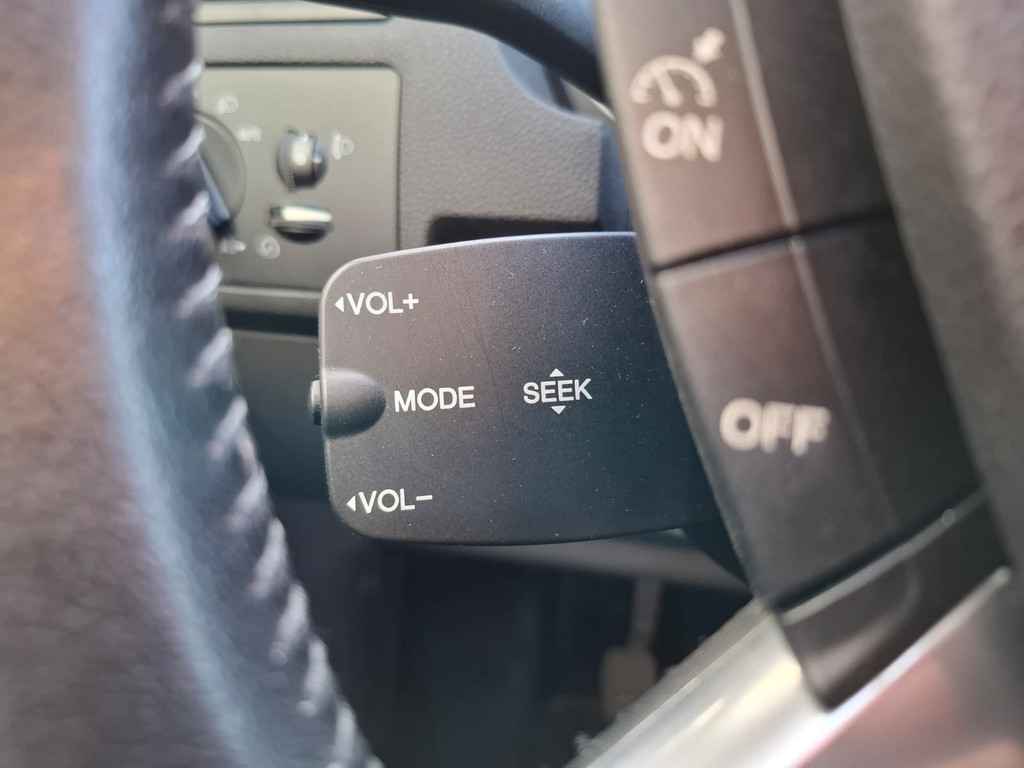 ON
VOL+
MODE
SEEK
OFF
VOL-